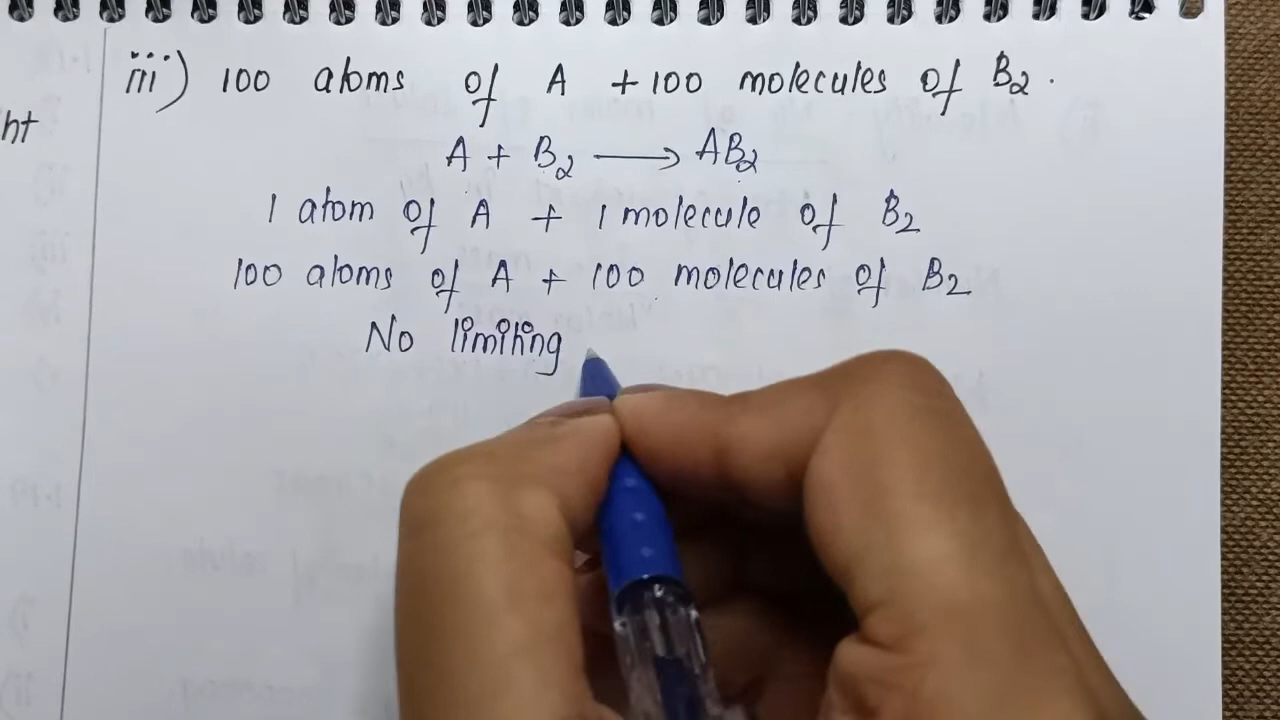 iii) 100 atoms of A + 100 molecules of B₂.
ht
A + B₂ ⟶ AB₂
1 atom of A + 1 molecule of B₂
100 atoms of A + 100 molecules of B₂
No limiting